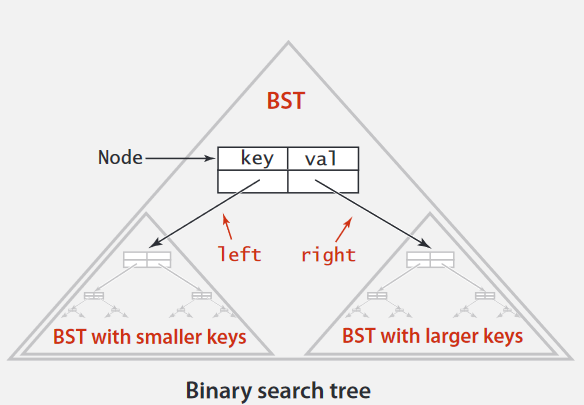 BST
Node
key val
left right
BST with smaller keys
BST with larger keys
Binary search tree